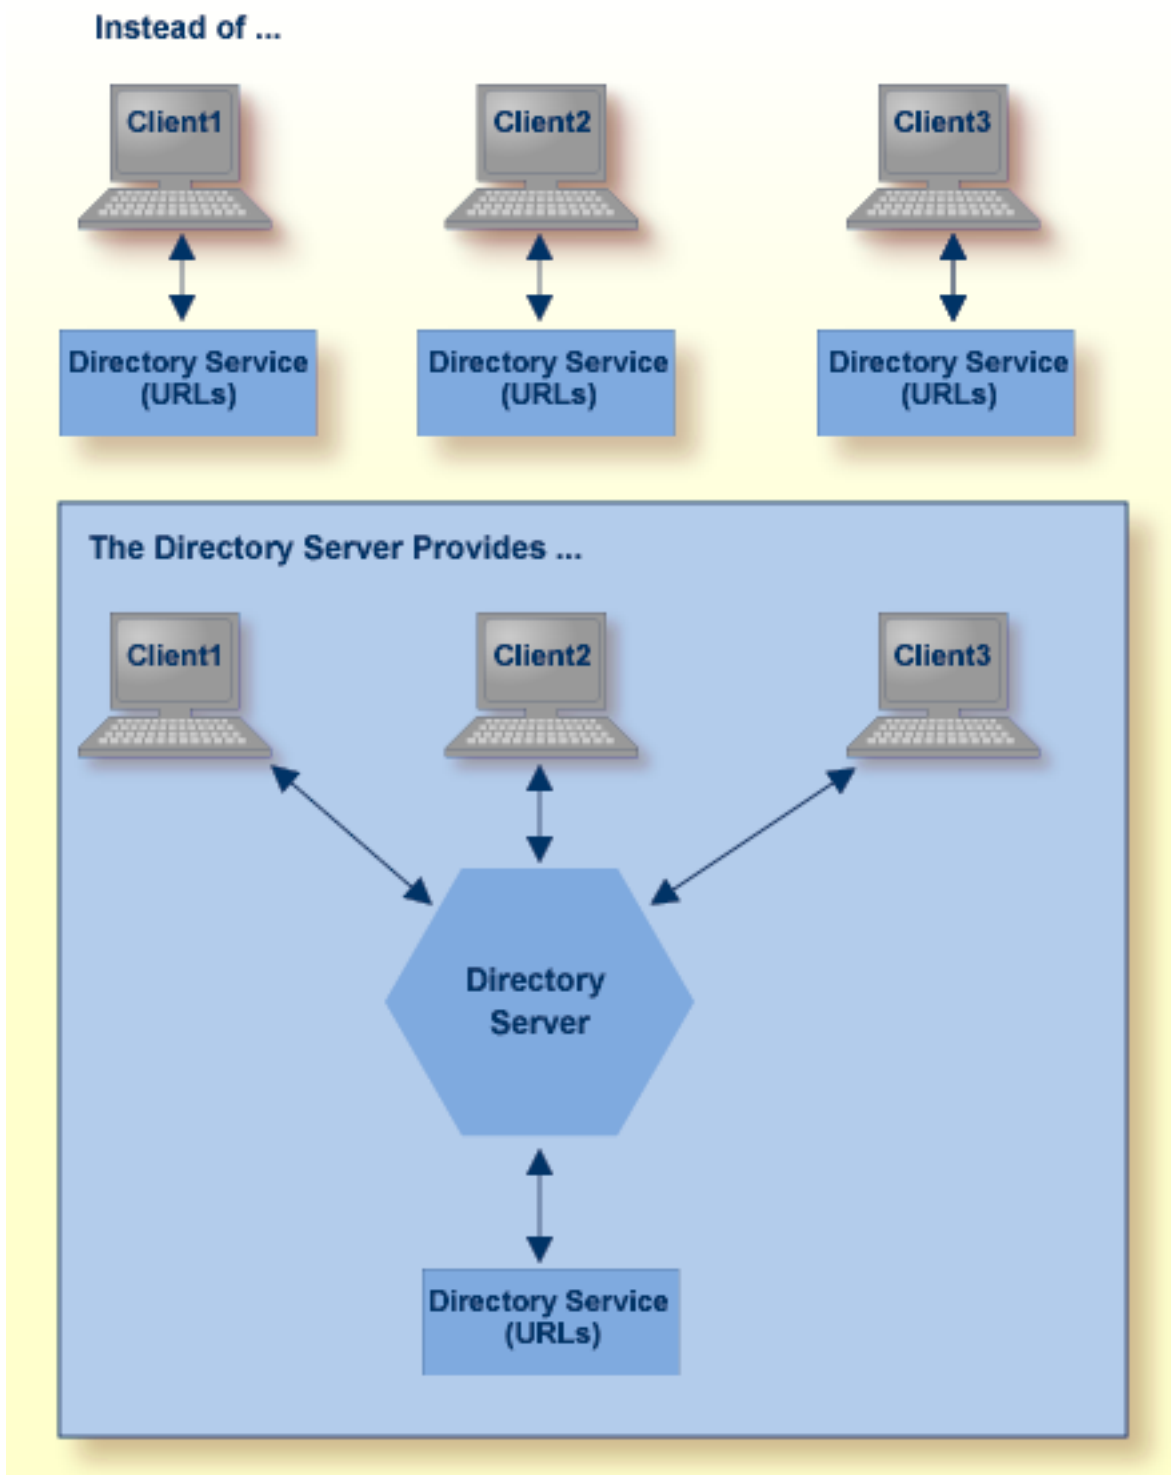 Instead of ...
Client1
Client2
Client3
Directory Service
(URLs)
Directory Service
(URLs)
Directory Service
(URLs)
The Directory Server Provides ...
Client1
Client2
Client3
Directory
Server
Directory Service
(URLs)